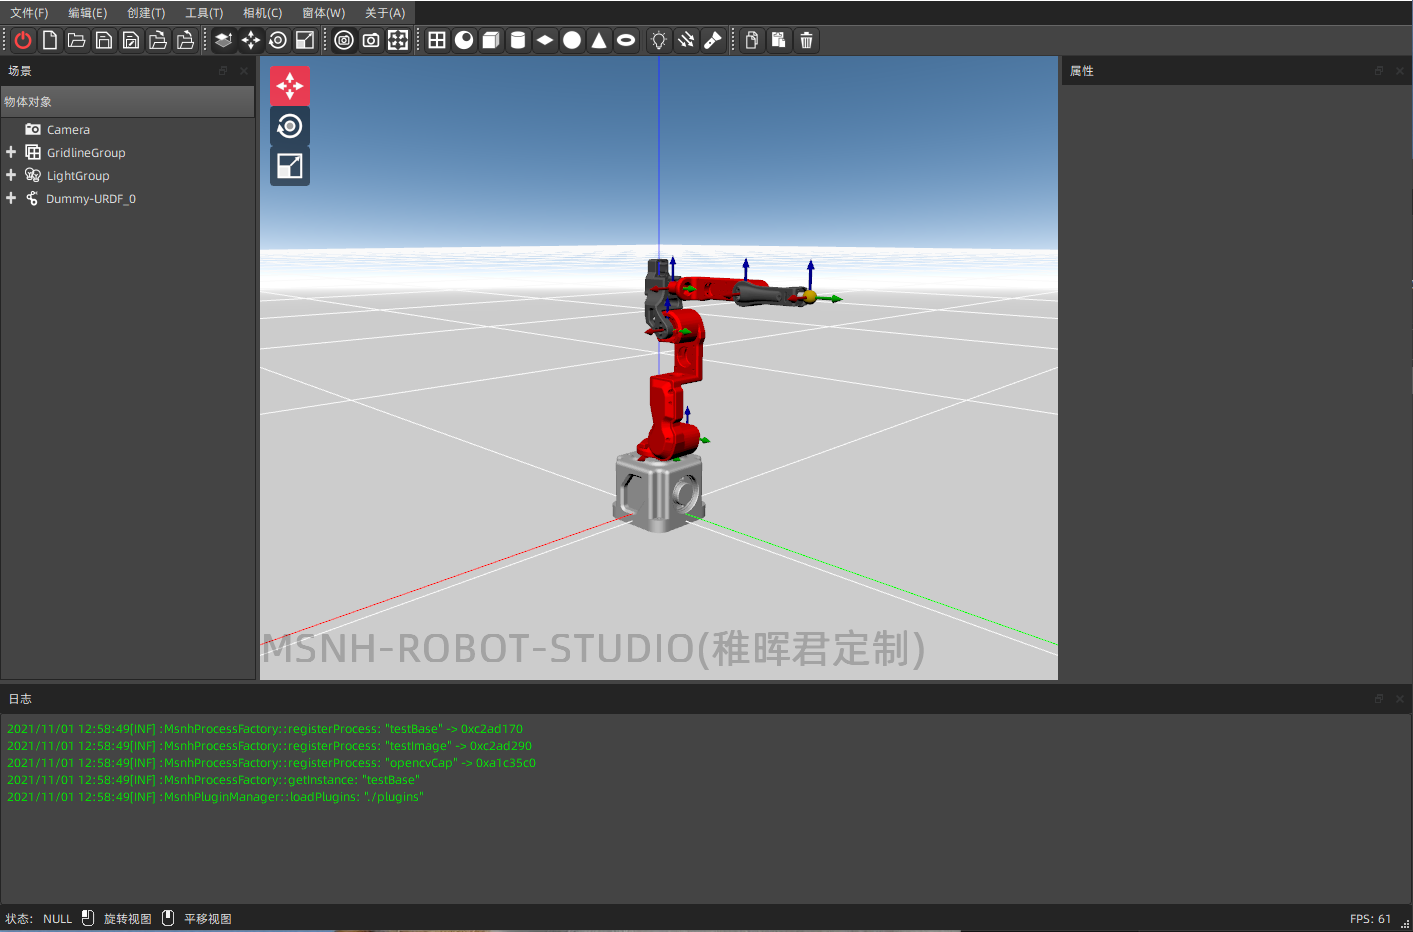 文件(F) 编辑(E) 创建(T) 工具(T) 相机(C) 窗体(W) 关于(A)
场景
属性
物体对象
Camera
GridlineGroup
LightGroup
Dummy-URDF_0
MSNH-ROBOT-STUDIO(稚晖君定制)
日志
2021/11/01 12:58:49[INF] :MsnhProcessFactory::registerProcess: "testBase" -> 0xc2ad170
2021/11/01 12:58:49[INF] :MsnhProcessFactory::registerProcess: "testImage" -> 0xc2ad290
2021/11/01 12:58:49[INF] :MsnhProcessFactory::registerProcess: "opencvCap" -> 0xa1c35c0
2021/11/01 12:58:49[INF] :MsnhProcessFactory::getInstance: "testBase"
2021/11/01 12:58:49[INF] :MsnhPluginManager::loadPlugins: "./plugins"
状态: NULL 旋转视图 平移视图 FPS: 61